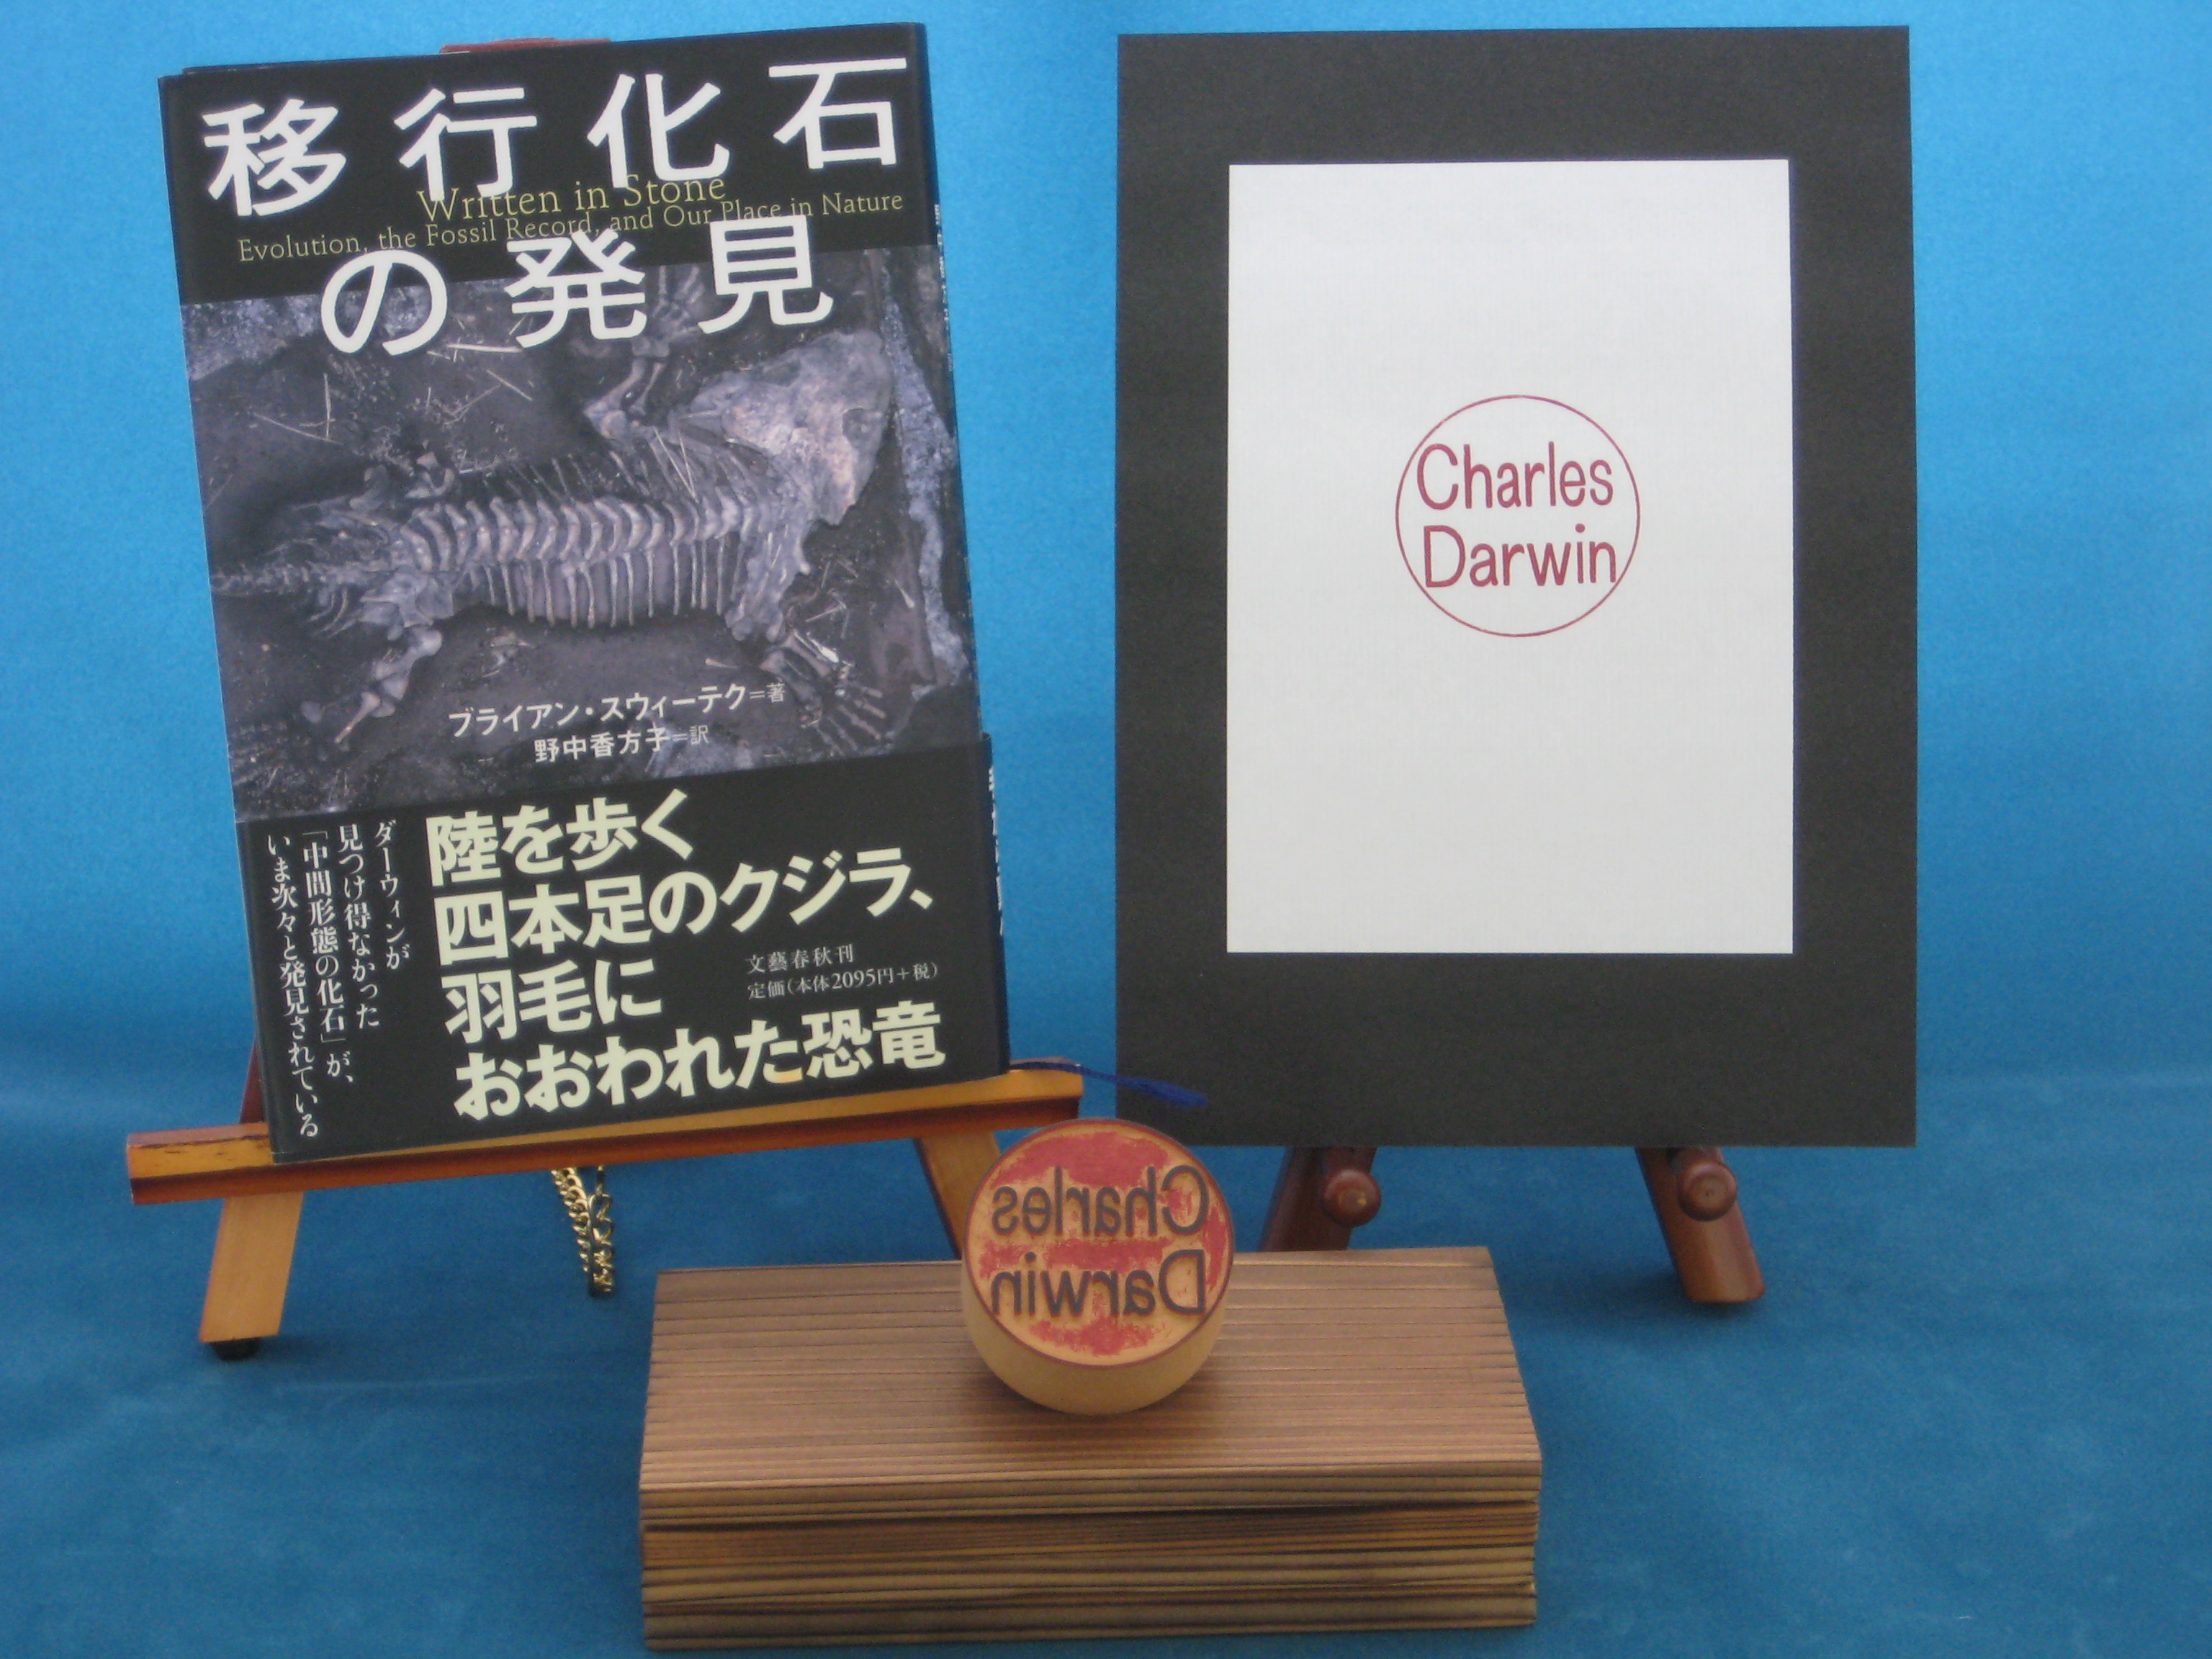 移行化石
Written in Stone
Evolution, the Fossil Record, and Our Place in Nature
の発見
ブライアン・スウィーテク＝著
野中香方子＝訳
陸を歩く
四本足のクジラ、
羽毛に
おおわれた恐竜
文藝春秋刊
定価(本体2095円＋税)
ダーウィンが
見つけ得なかった
「中間形態の化石」が、
いま次々と発見されている
Charles
Darwin
Charles
Darwin